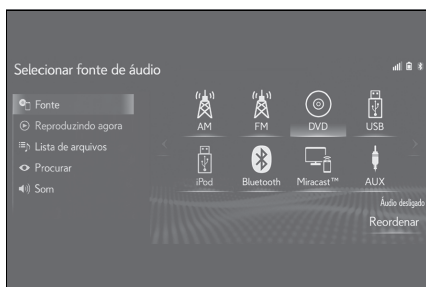 Selecionar fonte de áudio
Fonte
Reproduzindo agora
Lista de arquivos
Procurar
Som
AM
FM
DVD
USB
iPod
Bluetooth
Miracast™
AUX
Áudio desligado
Reordenar